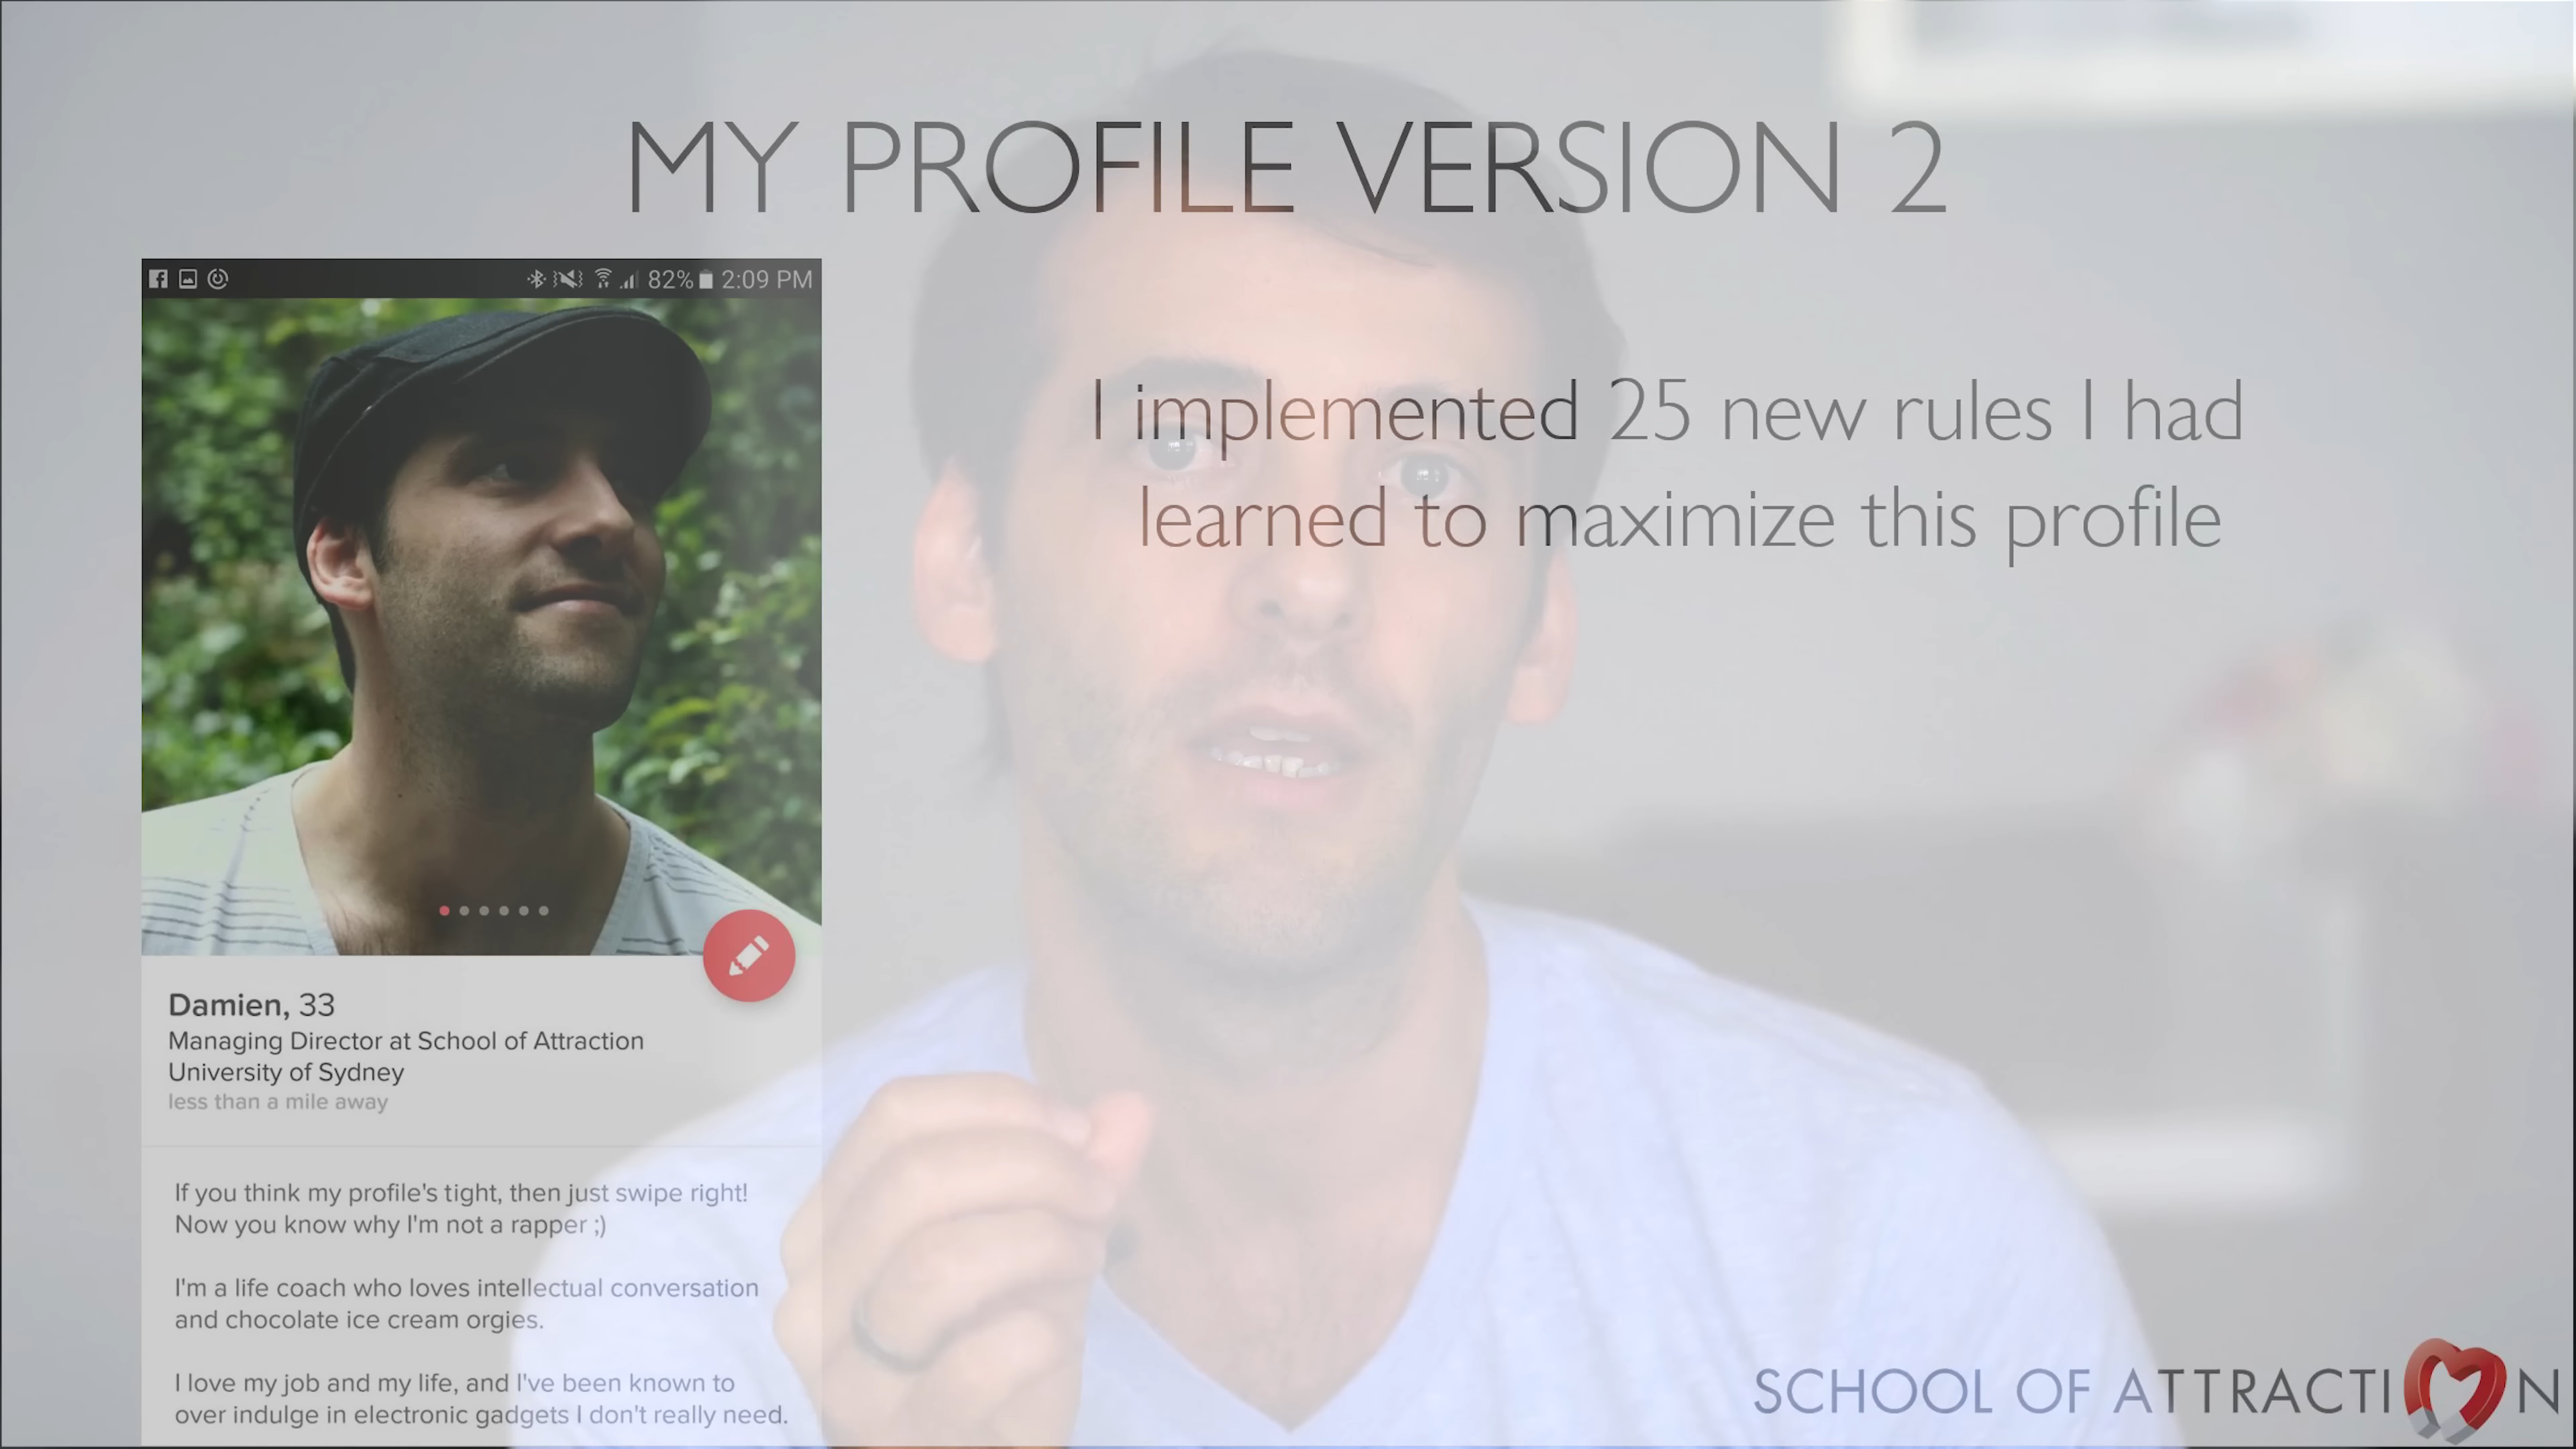 MY PROFILE VERSION 2
82% 2:09 PM
I implemented 25 new rules I had
learned to maximize this profile
Damien, 33
Managing Director at School of Attraction
University of Sydney
less than a mile away
If you think my profile's tight, then just swipe right!
Now you know why I'm not a rapper ;)
I'm a life coach who loves intellectual conversation
and chocolate ice cream orgies.
I love my job and my life, and I've been known to
over indulge in electronic gadgets I don't really need.
SCHOOL OF ATTRACTION